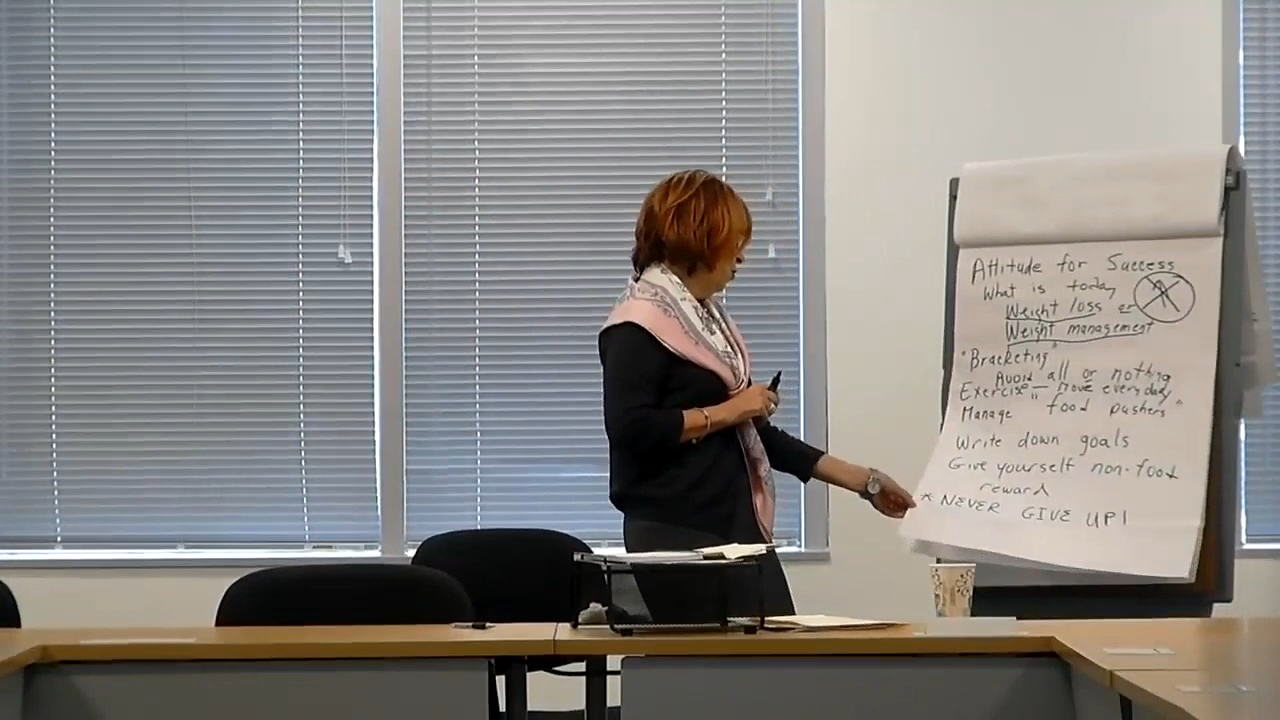 Attitude for Success
What is today
Weight loss or
Weight management
"Bracketing"
Avoid all or nothing
Exercise — Move everyday
Manage "food pushers"
Write down goals
Give yourself non-food
reward
* NEVER GIVE UP!